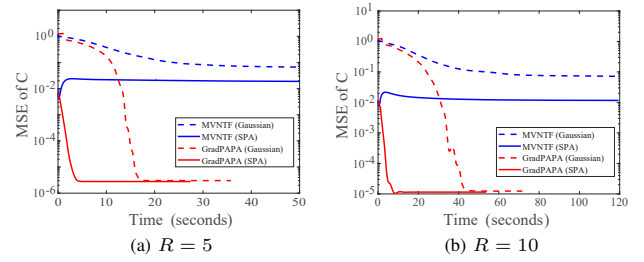 MSE of C
10^0
10^-2
10^-4
10^-6
0 10 20 30 40 50
Time (seconds)
MVNTF (Gaussian)
MVNTF (SPA)
GradPAPA (Gaussian)
GradPAPA (SPA)
(a) R = 5
MSE of C
10^1
10^0
10^-1
10^-2
10^-3
10^-4
10^-5
0 20 40 60 80 100 120
Time (seconds)
MVNTF (Gaussian)
MVNTF (SPA)
GradPAPA (Gaussian)
GradPAPA (SPA)
(b) R = 10